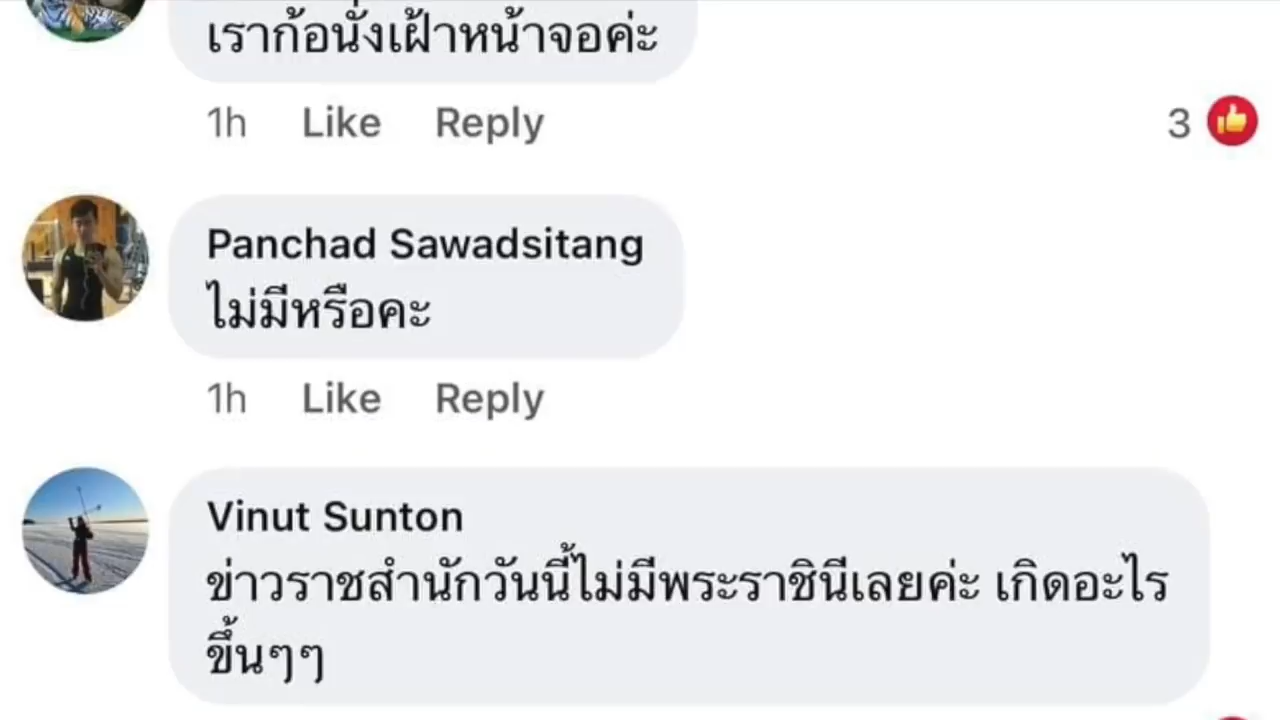 เราก้อนั่งเฝ้าหน้าจอค่ะ
1h Like Reply 3
Panchad Sawadsitang
ไม่มีหรือคะ
1h Like Reply
Vinut Sunton
ข่าวราชสำนักวันนี้ไม่มีพระราชินีเลยค่ะ เกิดอะไร
ขึ้นๆๆ